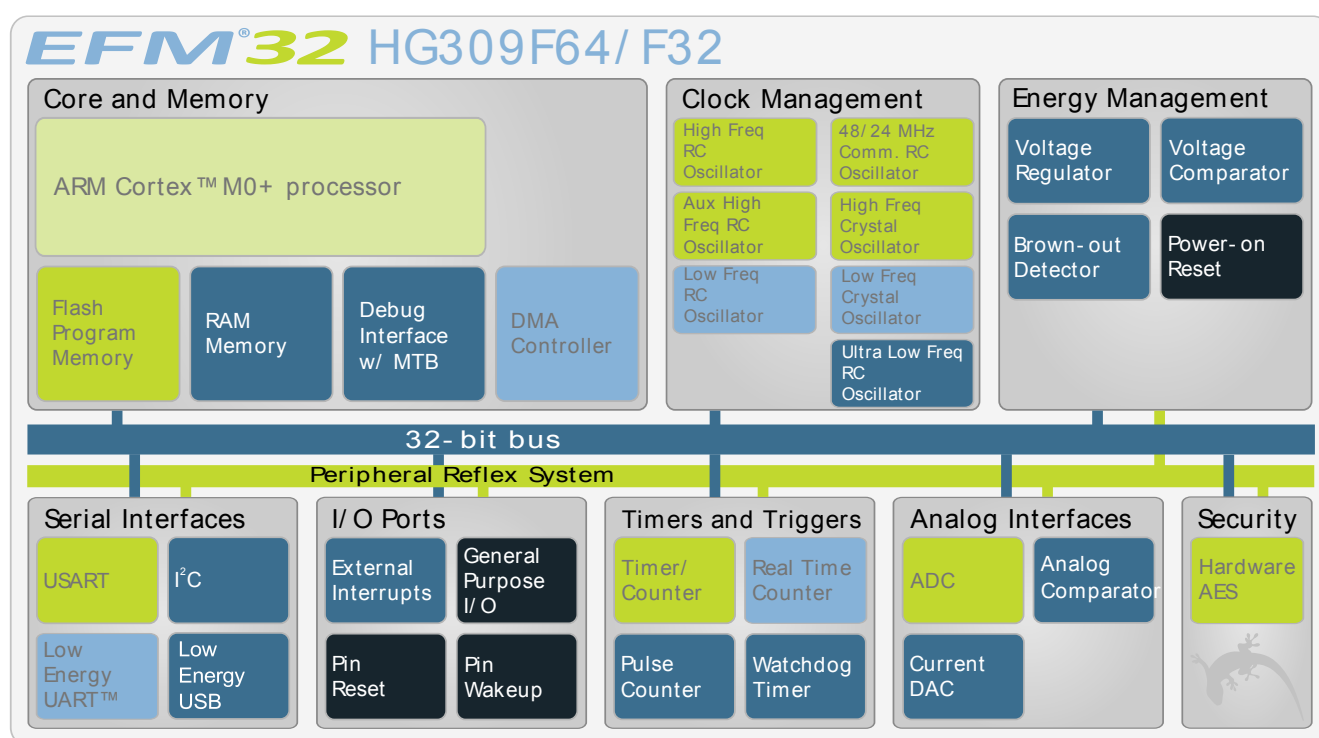 EFM®32 HG309F64/F32
Core and Memory
ARM Cortex™ M0+ processor
Flash
Program
Memory
RAM
Memory
Debug
Interface
w/ MTB
DMA
Controller
Clock Management
High Freq
RC
Oscillator
48/24 MHz
Comm. RC
Oscillator
Aux High
Freq RC
Oscillator
High Freq
Crystal
Oscillator
Low Freq
RC
Oscillator
Low Freq
Crystal
Oscillator
Ultra Low Freq
RC
Oscillator
Energy Management
Voltage
Regulator
Voltage
Comparator
Brown-out
Detector
Power-on
Reset
32-bit bus
Peripheral Reflex System
Serial Interfaces
USART
I²C
Low
Energy
UART™
Low
Energy
USB
I/O Ports
External
Interrupts
General
Purpose
I/O
Pin
Reset
Pin
Wakeup
Timers and Triggers
Timer/
Counter
Real Time
Counter
Pulse
Counter
Watchdog
Timer
Analog Interfaces
ADC
Analog
Comparator
Current
DAC
Security
Hardware
AES